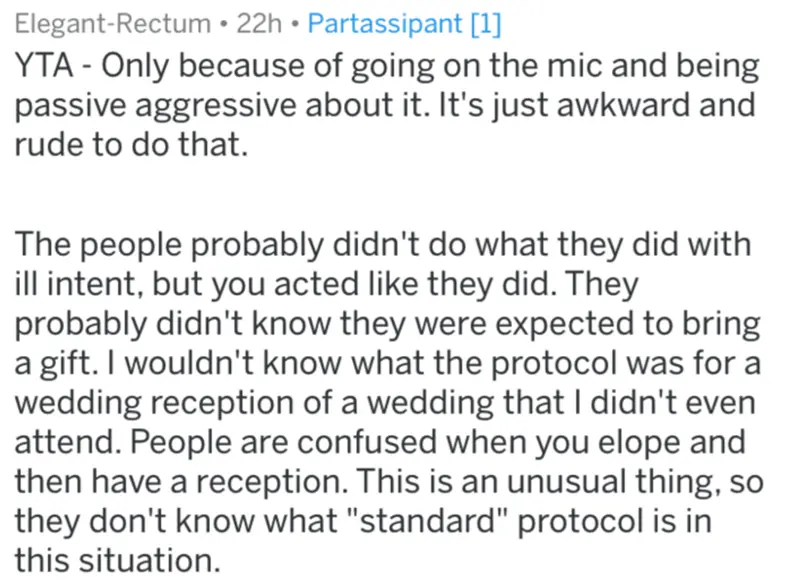 Elegant-Rectum • 22h • Partassipant [1]
YTA - Only because of going on the mic and being
passive aggressive about it. It's just awkward and
rude to do that.
The people probably didn't do what they did with
ill intent, but you acted like they did. They
probably didn't know they were expected to bring
a gift. I wouldn't know what the protocol was for a
wedding reception of a wedding that I didn't even
attend. People are confused when you elope and
then have a reception. This is an unusual thing, so
they don't know what "standard" protocol is in
this situation.